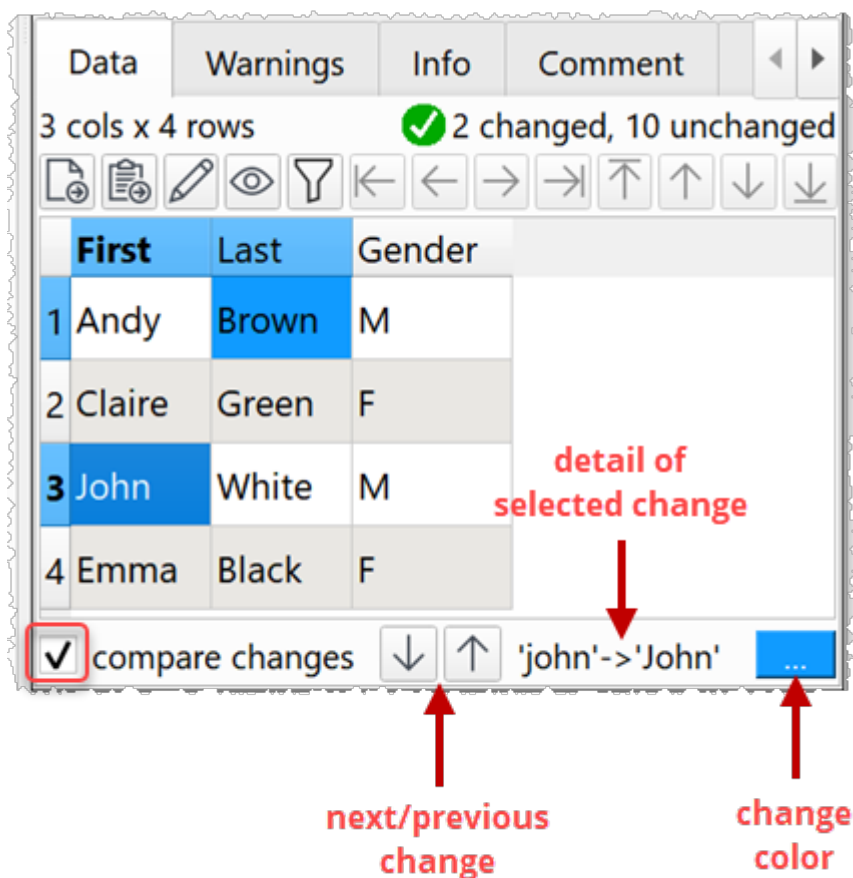 Data Warnings Info Comment
3 cols x 4 rows 2 changed, 10 unchanged
First Last Gender
1 Andy Brown M
2 Claire Green F
3 John White M
4 Emma Black F
detail of
selected change
compare changes 'john'->'John' ...
next/previous
change
change
color